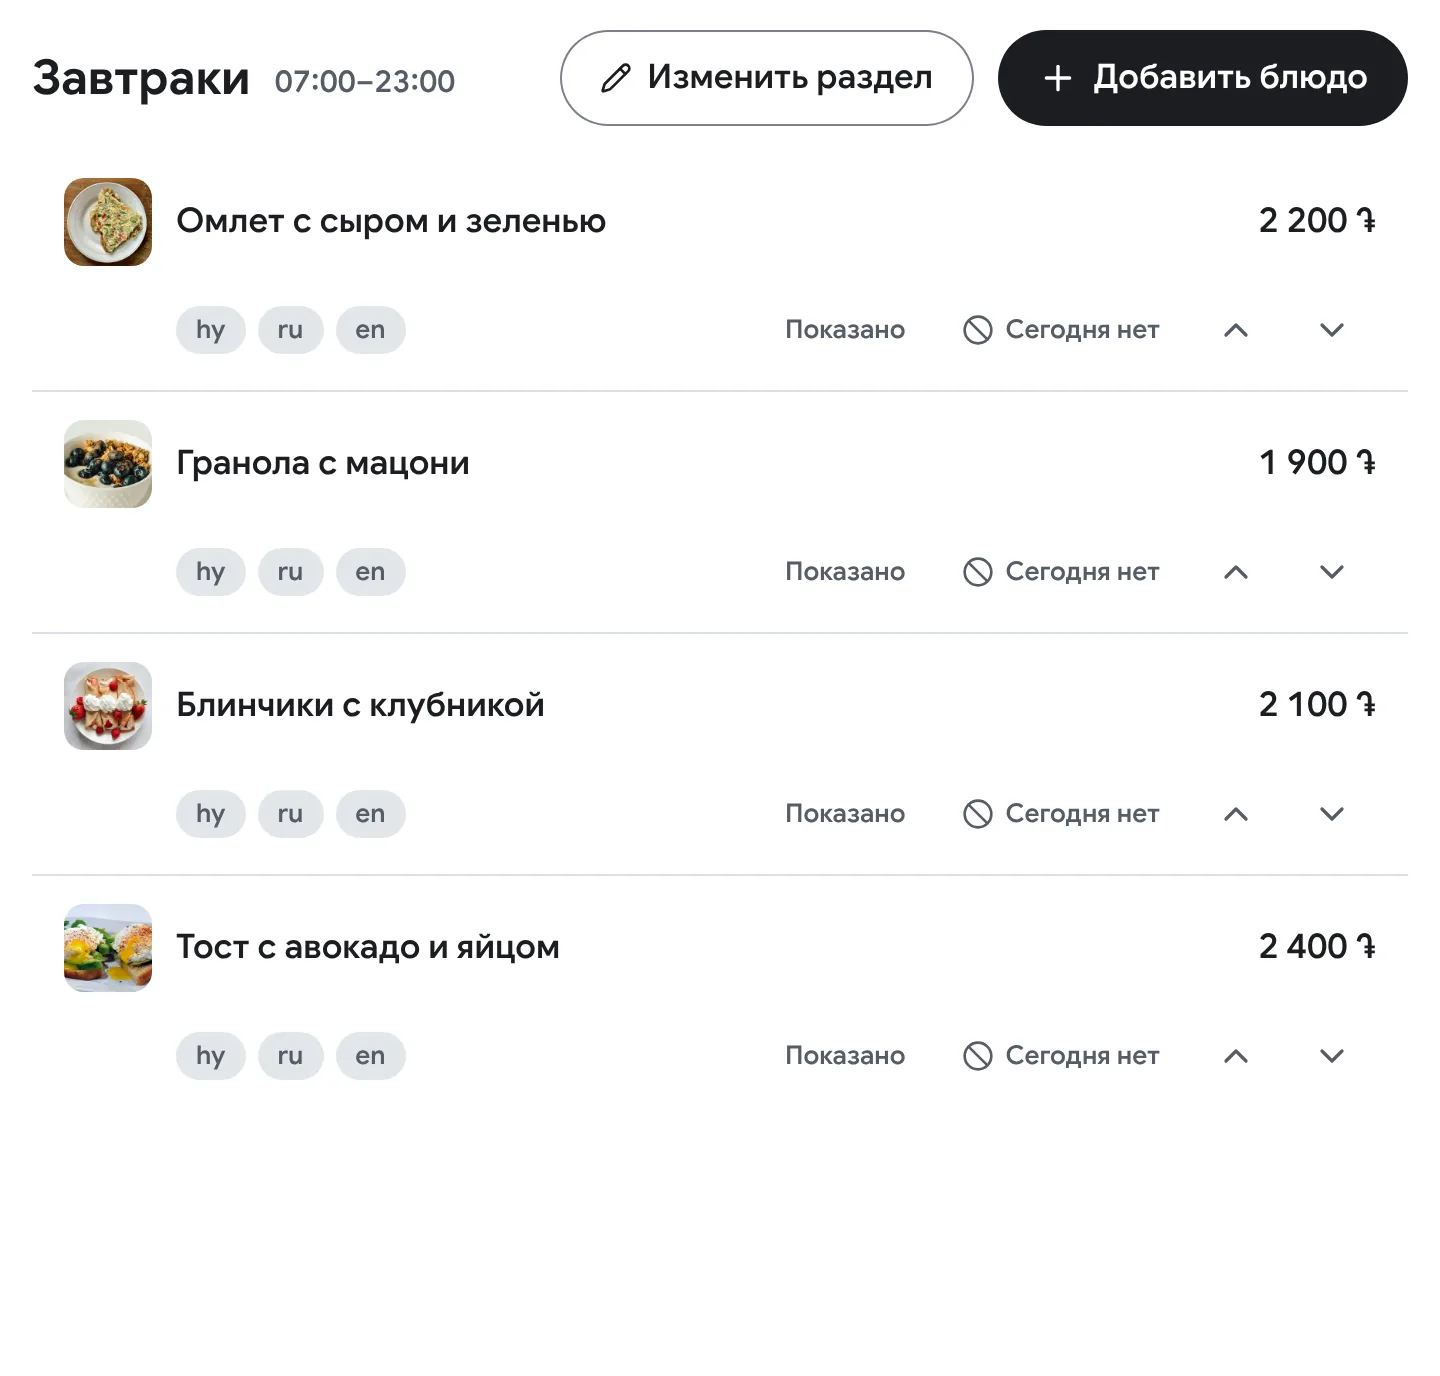 Завтраки 07:00–23:00 Изменить раздел Добавить блюдо
Омлет с сыром и зеленью 2 200 ֏
hy ru en Показано Сегодня нет
Гранола с мацони 1 900 ֏
hy ru en Показано Сегодня нет
Блинчики с клубникой 2 100 ֏
hy ru en Показано Сегодня нет
Тост с авокадо и яйцом 2 400 ֏
hy ru en Показано Сегодня нет